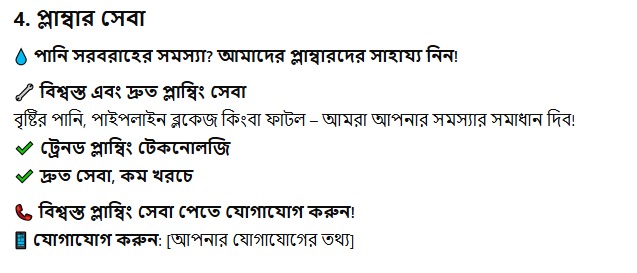 4. প্লাম্বার সেবা
💧 পানি সরবরাহের সমস্যা? আমাদের প্লাম্বারদের সাহায্য নিন!
🔧 বিশ্বস্ত এবং দ্রুত প্লাম্বিং সেবা
বৃষ্টির পানি, পাইপলাইন ব্লকেজ কিংবা ফাটল – আমরা আপনার সমস্যার সমাধান দিব!
✔ ট্রেনড প্লাম্বিং টেকনোলজি
✔ দ্রুত সেবা, কম খরচে
📞 বিশ্বস্ত প্লাম্বিং সেবা পেতে যোগাযোগ করুন!
📱 যোগাযোগ করুন: [আপনার যোগাযোগের তথ্য]